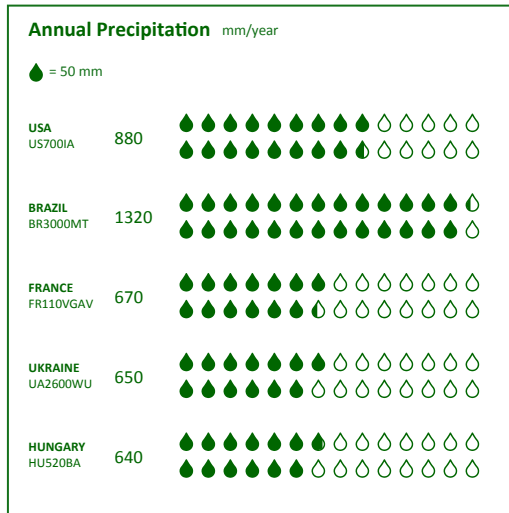 Annual Precipitation mm/year
= 50 mm
USA
US700IA
880
BRAZIL
BR3000MT
1320
FRANCE
FR110VGAV
670
UKRAINE
UA2600WU
650
HUNGARY
HU520BA
640